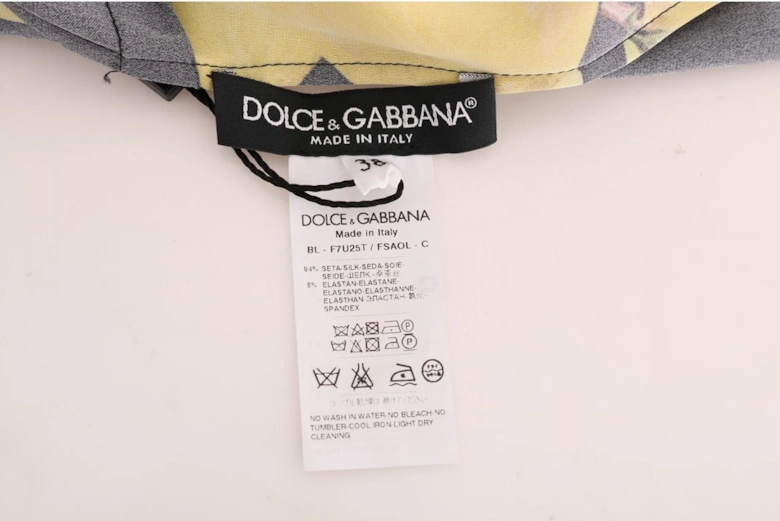 DOLCE & GABBANA®
MADE IN ITALY
38
DOLCE & GABBANA
Made in Italy
BL - F7U25T / FSAOL - C
94% SETA-SILK-SEDA-SOIE-
SEIDE-ШЕЛК -
6% ELASTAN-ELASTANE-
ELASTANO-ELASTHANNE-
ELASTHAN ЭЛАСТАН-
SPANDEX
P
P
NO WASH IN WATER-NO BLEACH-NO
TUMBLER-COOL IRON-LIGHT DRY
CLEANING